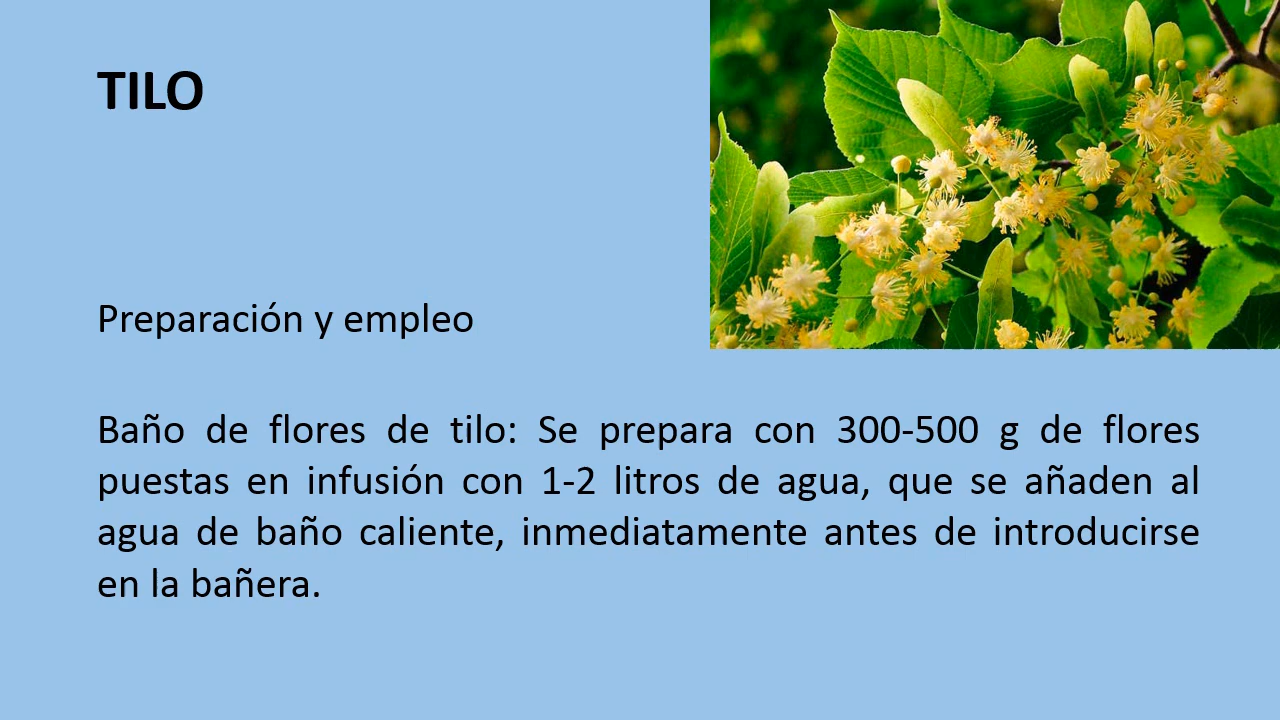 TILO
Preparación y empleo
Baño de flores de tilo: Se prepara con 300-500 g de flores
puestas en infusión con 1-2 litros de agua, que se añaden al
agua de baño caliente, inmediatamente antes de introducirse
en la bañera.